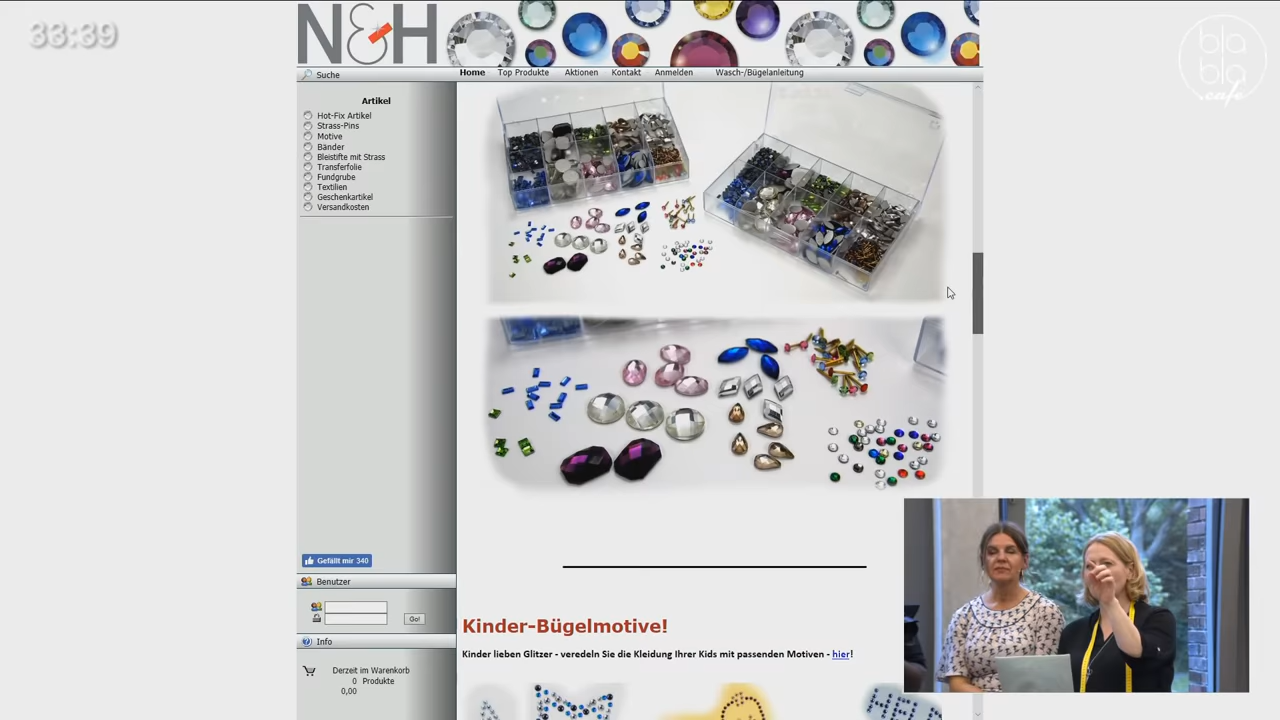 33:39
N&H
bla
bla
.cafe
Suche
Home Top Produkte Aktionen Kontakt Anmelden Wasch-/Bügelanleitung
Artikel
Hot-Fix Artikel
Strass-Pins
Motive
Bänder
Bleistifte mit Strass
Transferfolie
Fundgrube
Textilien
Geschenkartikel
Versandkosten
Gefällt mir 340
Benutzer
Go!
Info
Derzeit im Warenkorb
0 Produkte
0,00
Kinder-Bügelmotive!
Kinder lieben Glitzer - veredeln Sie die Kleidung Ihrer Kids mit passenden Motiven - hier!